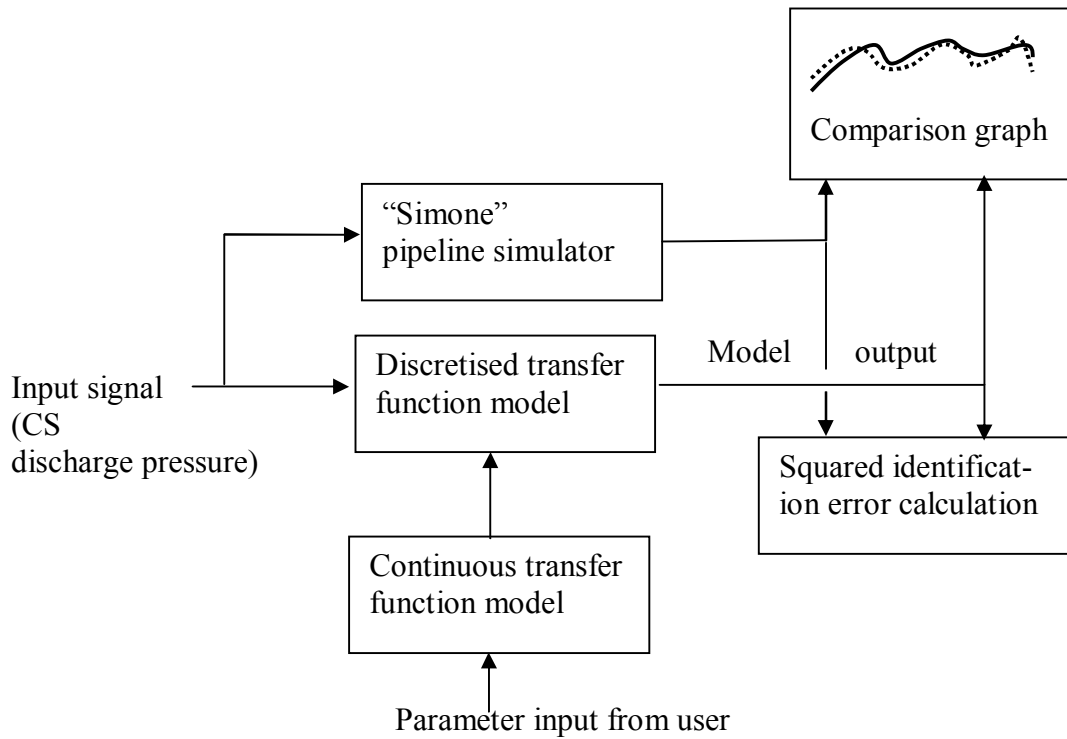 Comparison graph
“Simone”
pipeline simulator
Model output
Discretised transfer
function model
Input signal
(CS
discharge pressure)
Squared identificat-
ion error calculation
Continuous transfer
function model
Parameter input from user